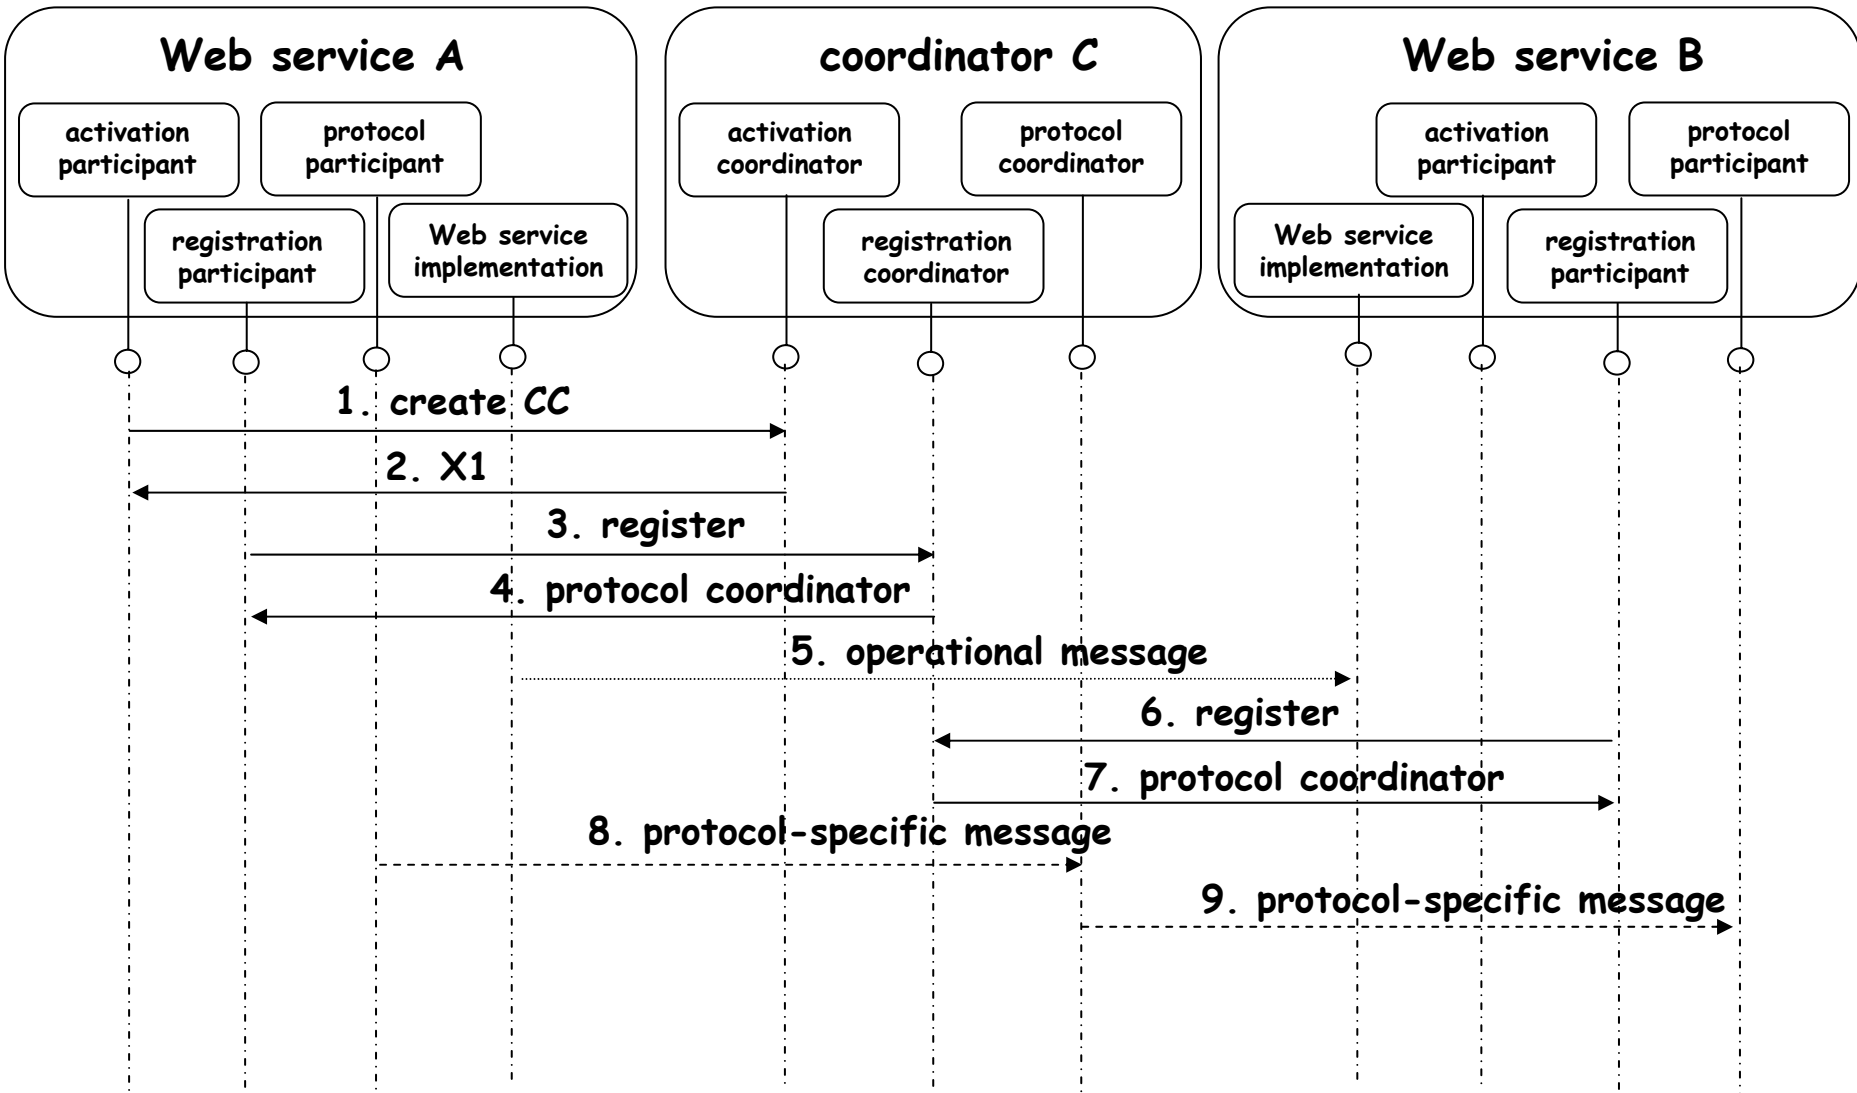 Web service A
coordinator C
Web service B
activation
participant
protocol
participant
activation
coordinator
protocol
coordinator
activation
participant
protocol
participant
registration
participant
Web service
implementation
registration
coordinator
Web service
implementation
registration
participant
1. create CC
2. X1
3. register
4. protocol coordinator
5. operational message
6. register
7. protocol coordinator
8. protocol-specific message
9. protocol-specific message